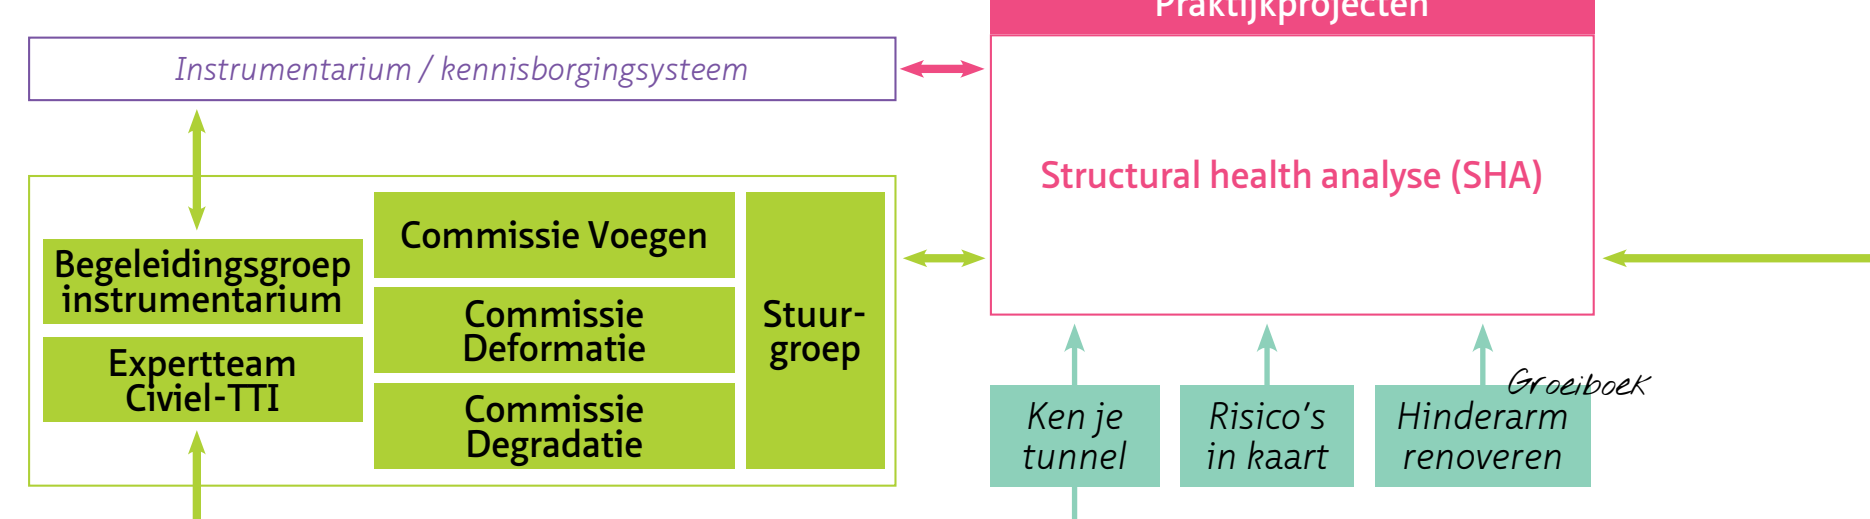 Praktijkprojecten
Instrumentarium / kennisborgingsysteem
Structural health analyse (SHA)
Begeleidingsgroep
instrumentarium
Expertteam
Civiel-TTI
Commissie Voegen
Commissie
Deformatie
Commissie
Degradatie
Stuur-
groep
Ken je
tunnel
Risico's
in kaart
Groeiboek
Hinderarm
renoveren